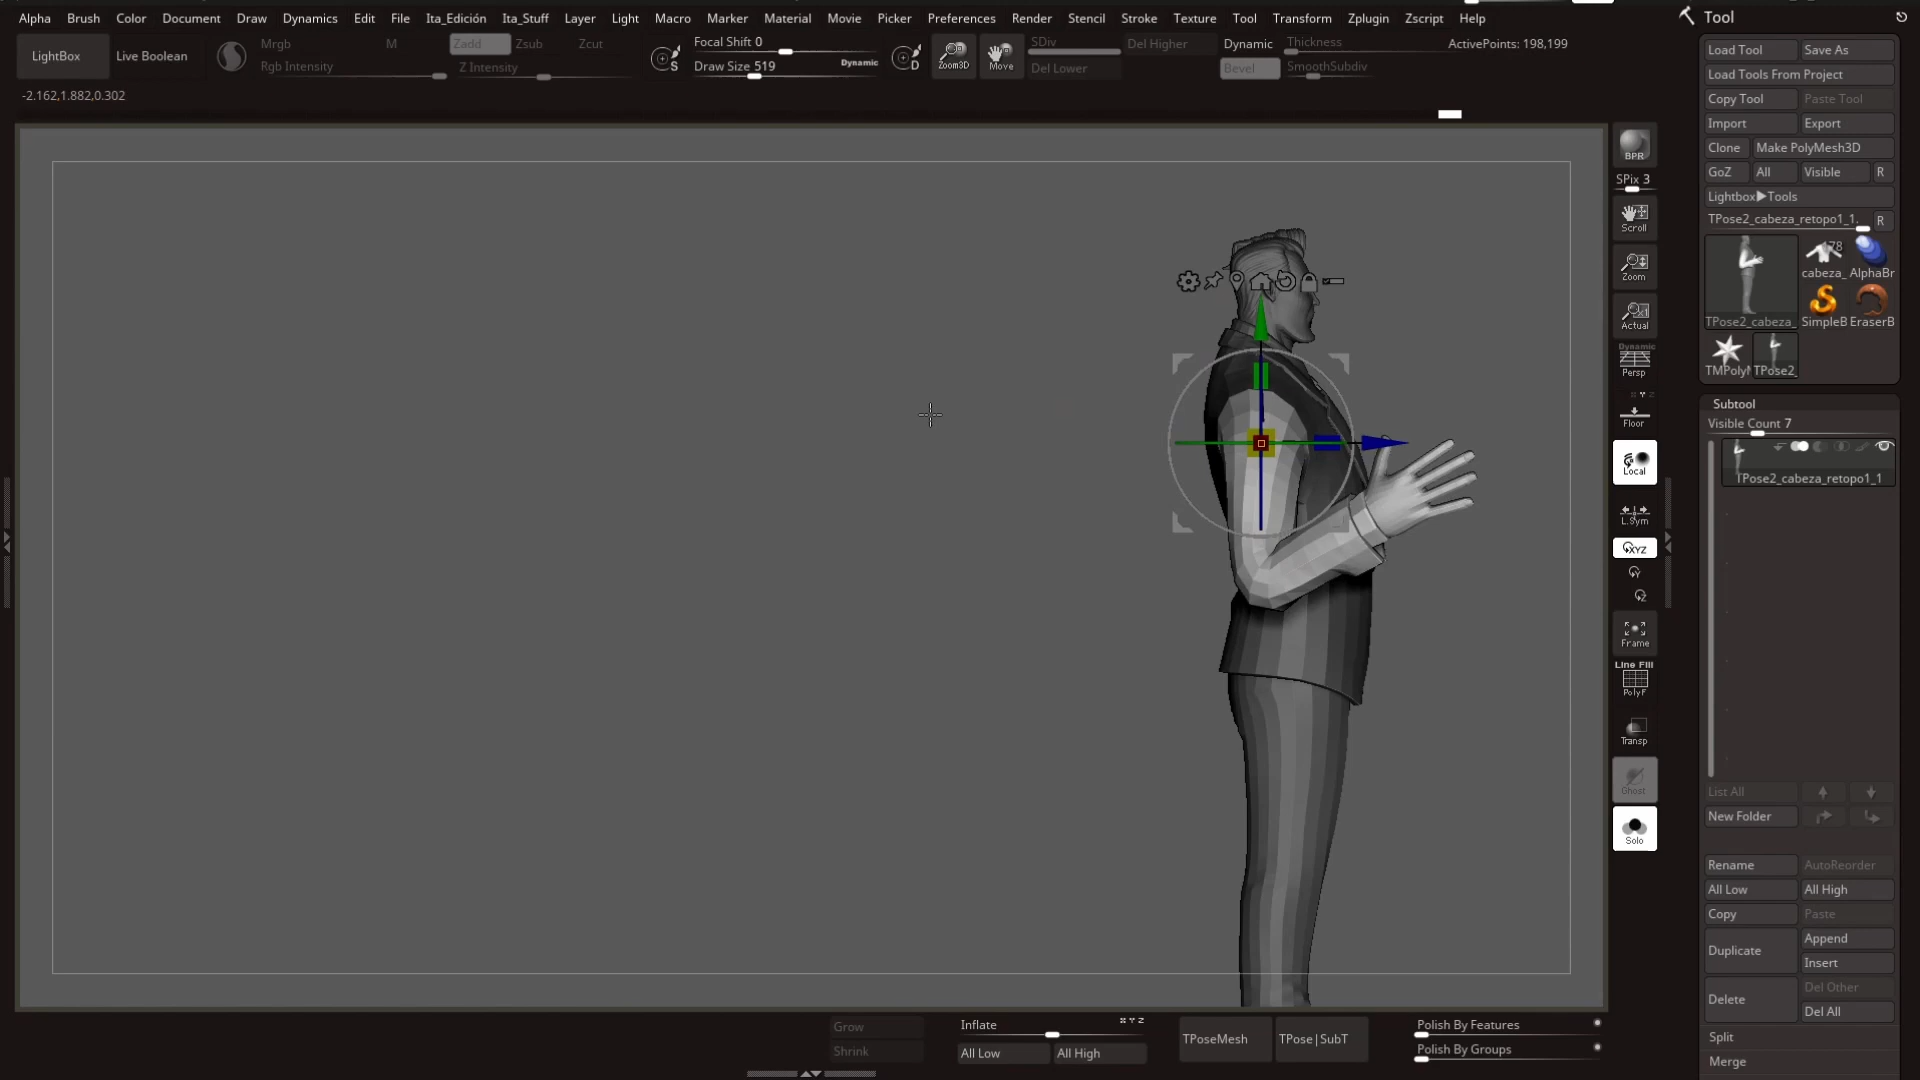 Alpha Brush Color Document Draw Dynamics Edit File Ita_Edición Ita_Stuff Layer Light Macro Marker Material Movie Picker Preferences Render Stencil Stroke Texture Tool Transform Zplugin Zscript Help
Tool
LightBox
Live Boolean
Mrgb
M
Zadd
Zsub
Zcut
Rgb Intensity
Z Intensity
S
Focal Shift 0
Draw Size 519
Dynamic
D
Zoom3D
Move
SDiv
Del Lower
Del Higher
Dynamic
Bevel
Thickness
SmoothSubdiv
ActivePoints: 198,199
-2.162,1.882,0.302
Load Tool
Save As
Load Tools From Project
Copy Tool
Paste Tool
Import
Export
Clone
Make PolyMesh3D
GoZ
All
Visible
R
Lightbox▶Tools
TPose2_cabeza_retopo1_1.
R
TPose2_cabeza_
178
cabeza_
AlphaBr
SimpleB
EraserB
TMPolyM
TPose2_
BPR
SPix 3
Scroll
Zoom
Actual
Dynamic
Persp
Floor
Local
L.Sym
XYZ
Y
Z
Frame
Line Fill
PolyF
Transp
Ghost
Solo
Subtool
Visible Count 7
TPose2_cabeza_retopo1_1
List All
New Folder
Rename
AutoReorder
All Low
All High
Copy
Paste
Duplicate
Append
Insert
Delete
Del Other
Del All
Split
Merge
Grow
Shrink
Inflate
X Y Z
All Low
All High
TPoseMesh
TPose|SubT
Polish By Features
Polish By Groups